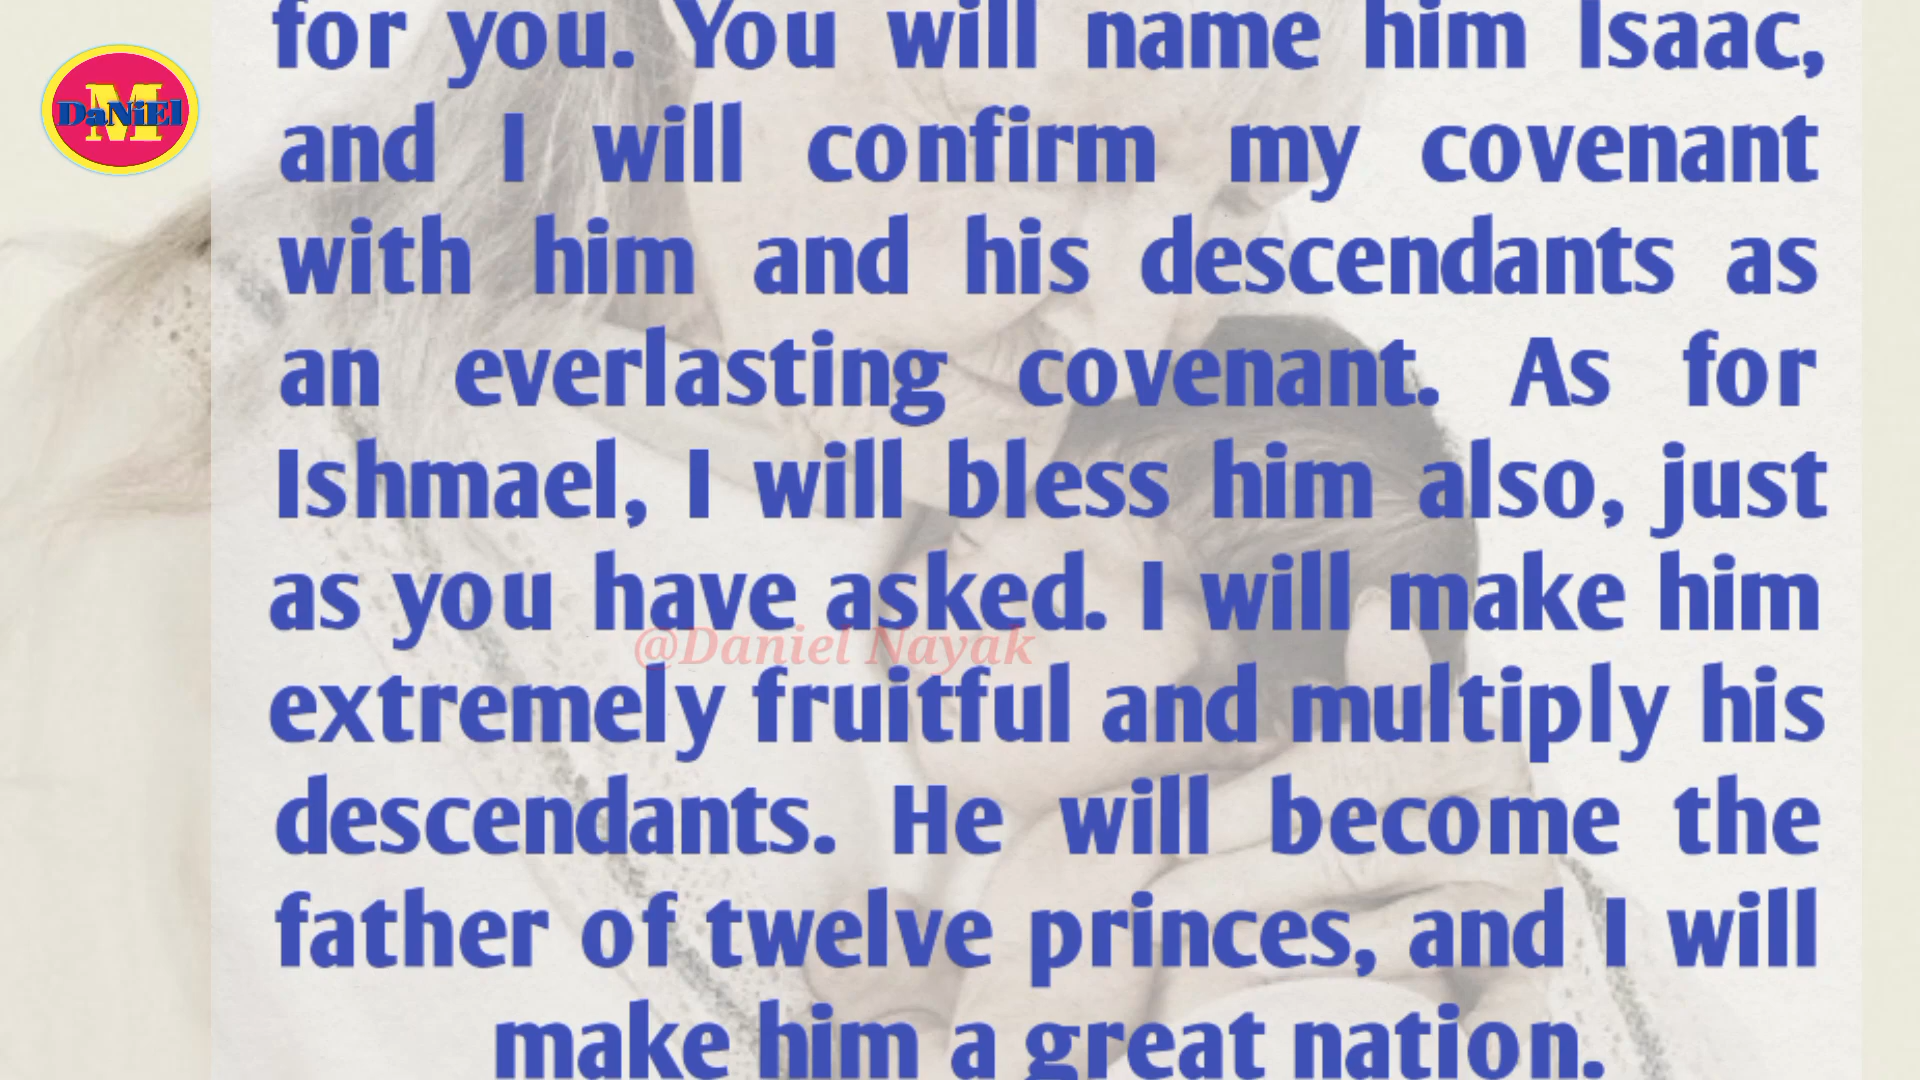 for you. You will name him Isaac,
and I will confirm my covenant
with him and his descendants as
an everlasting covenant. As for
Ishmael, I will bless him also, just
as you have asked. I will make him
extremely fruitful and multiply his
descendants. He will become the
father of twelve princes, and I will
make him a great nation.
M
DaNiEl
@Daniel Nayak